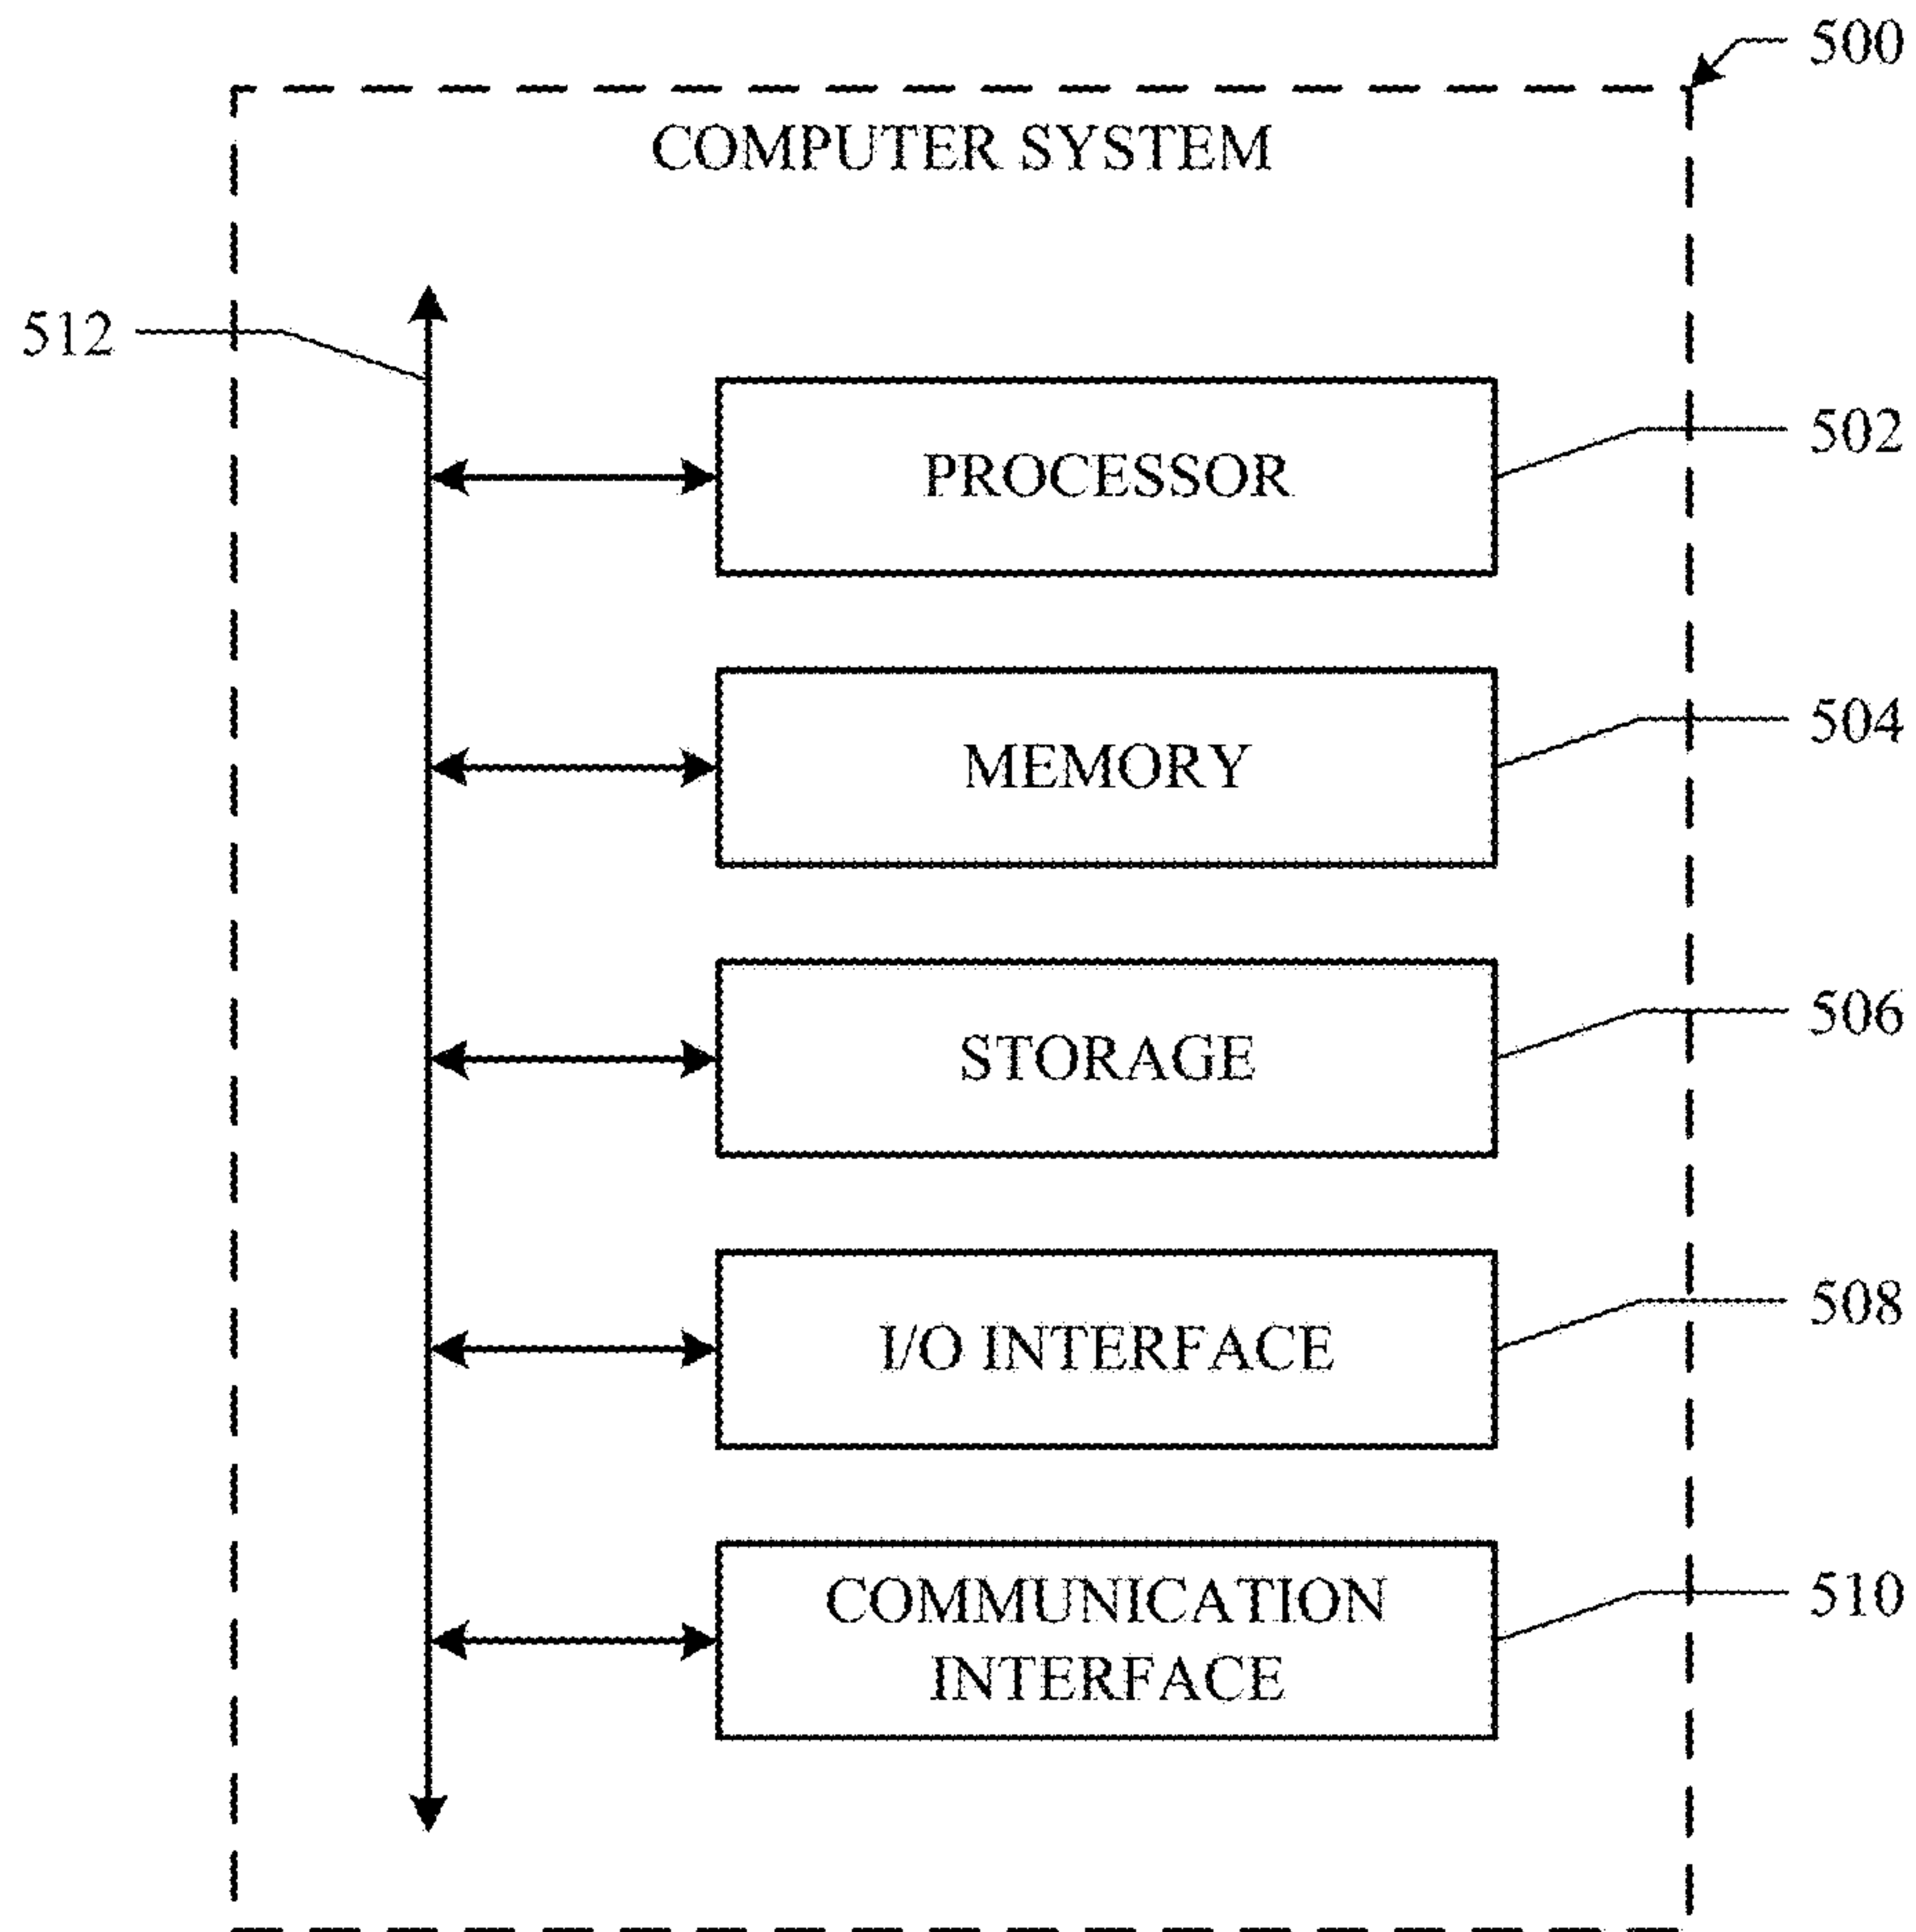 500
COMPUTER SYSTEM
512
PROCESSOR
502
MEMORY
504
STORAGE
506
I/O INTERFACE
508
COMMUNICATION
INTERFACE
510